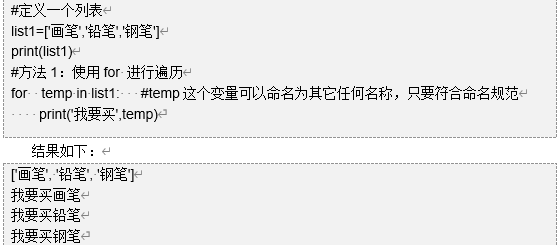 #定义一个列表
list1=['画笔','铅笔','钢笔']
print(list1)
#方法 1：使用 for 进行遍历
for temp in list1: #temp 这个变量可以命名为其它任何名称，只要符合命名规范
print('我要买',temp)
结果如下：
['画笔', '铅笔', '钢笔']
我要买画笔
我要买铅笔
我要买钢笔